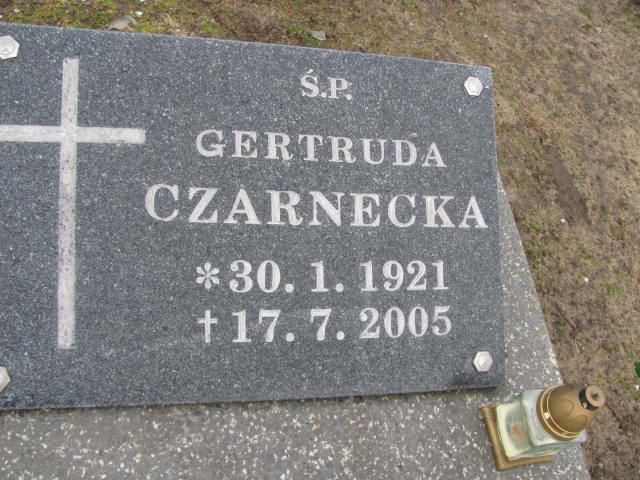 Ś.P.
GERTRUDA
CZARNECKA
* 30. 1. 1921
† 17. 7. 2005